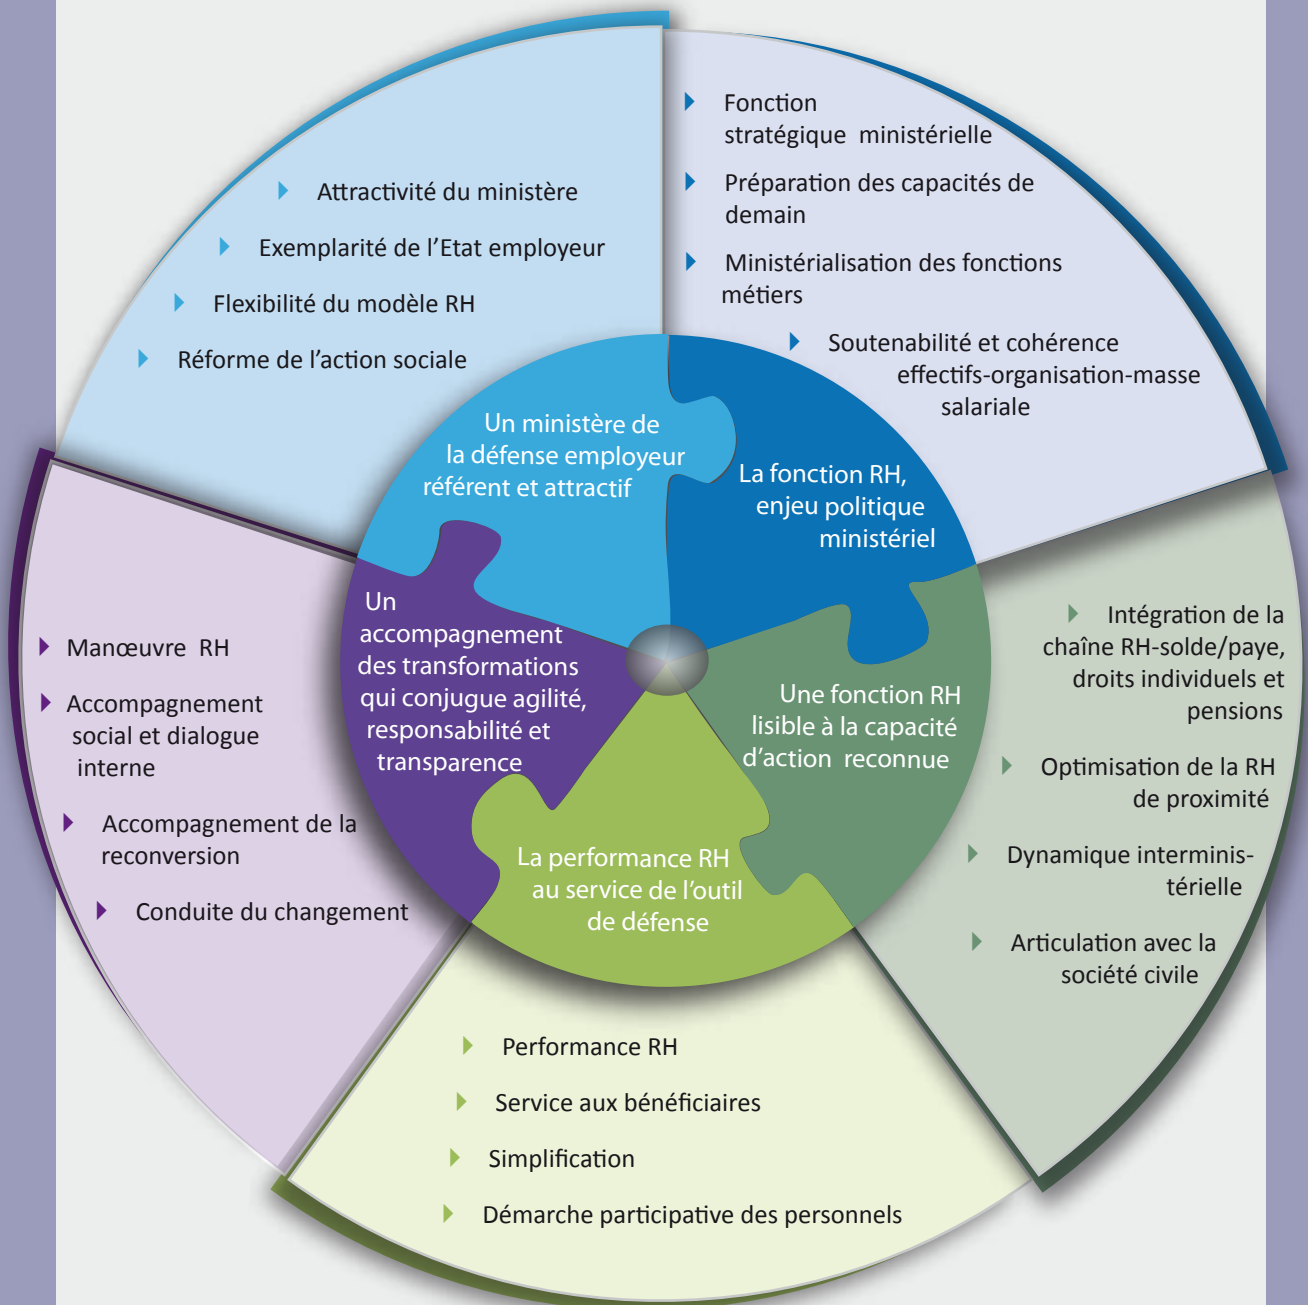 Fonction
stratégique ministérielle
Préparation des capacités de
demain
Ministérialisation des fonctions
métiers
Soutenabilité et cohérence
effectifs-organisation-masse
salariale
Attractivité du ministère
Exemplarité de l’Etat employeur
Flexibilité du modèle RH
Réforme de l’action sociale
Un ministère de
la défense employeur
référent et attractif
La fonction RH,
enjeu politique
ministériel
Un
accompagnement
des transformations
qui conjugue agilité,
responsabilité et
transparence
Une fonction RH
lisible à la capacité
d’action reconnue
La performance RH
au service de l’outil
de défense
Manœuvre RH
Accompagnement
social et dialogue
interne
Accompagnement de la
reconversion
Conduite du changement
Intégration de la
chaîne RH-solde/paye,
droits individuels et
pensions
Optimisation de la RH
de proximité
Dynamique interminis-
térielle
Articulation avec la
société civile
Performance RH
Service aux bénéficiaires
Simplification
Démarche participative des personnels